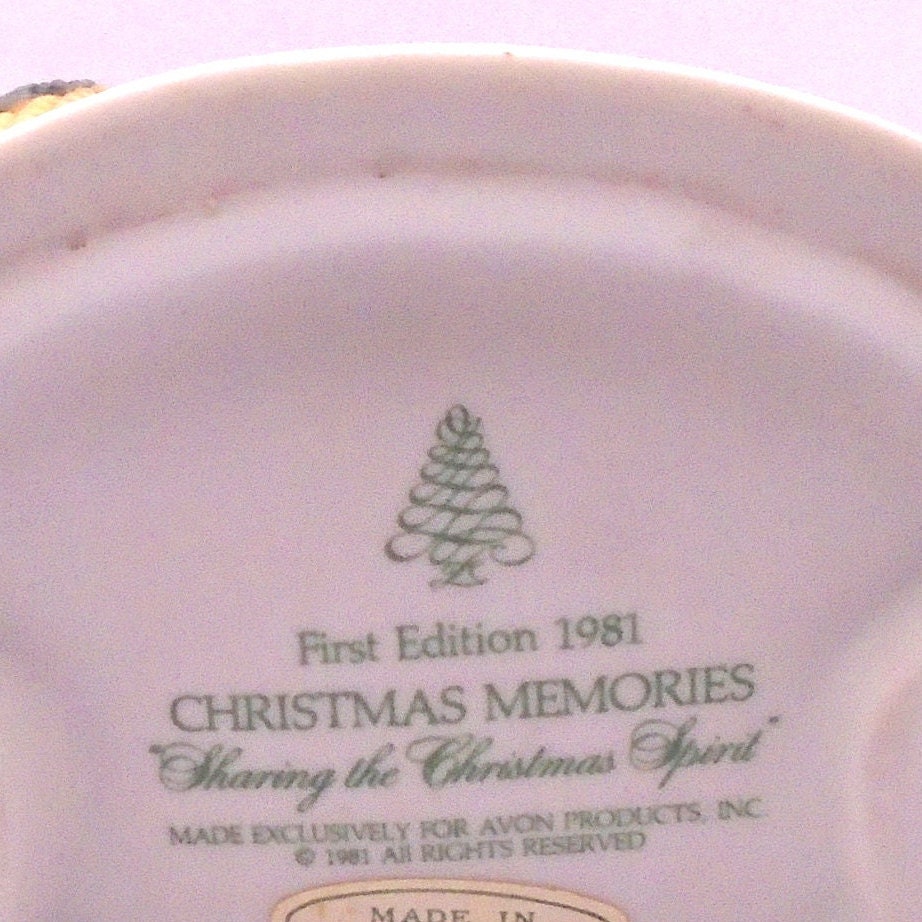 First Edition 1981
CHRISTMAS MEMORIES
"Sharing the Christmas Spirit"
MADE EXCLUSIVELY FOR AVON PRODUCTS, INC.
© 1981 All RIGHTS RESERVED
MADE IN